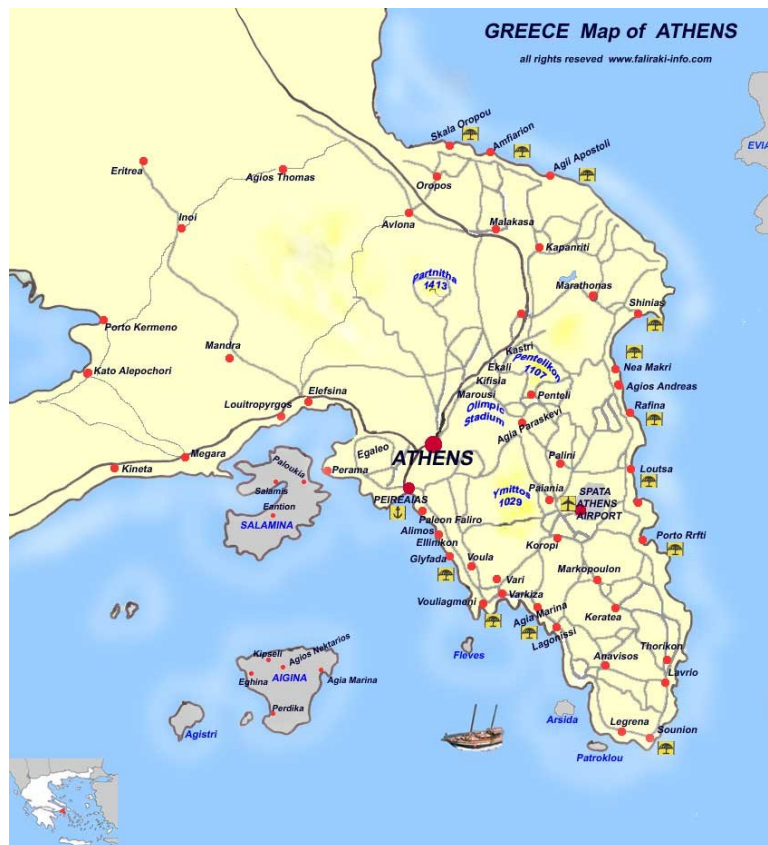 GREECE Map of ATHENS
all rights reseved www.faliraki-info.com
EVIA
Skala Oropou
Amfiarion
Agii Apostoli
Eritrea
Agios Thomas
Oropos
Inoi
Avlona
Malakasa
Kapanriti
Partnitha
1413
Marathonas
Shinias
Porto Kermeno
Mandra
Kastri
Ekali
Pentelikon
1107
Nea Makri
Kato Alepochori
Kifisia
Agios Andreas
Marousi
Penteli
Elefsina
Louitropyrgos
Olimpic
Stadium
Rafina
Agia Paraskevi
Egaleo
ATHENS
Megara
Palini
Kineta
Paloukia
Perama
Loutsa
Salamis
Ymittos
1029
Paiania
SPATA
ATHENS
AIRPORT
PEIREAIAS
Eantion
SALAMINA
Paleon Faliro
Alimos
Ellinikon
Koropi
Porto Rrfti
Glyfada
Voula
Vari
Markopoulon
Varkiza
Vouliagmeni
Agia Marina
Keratea
Lagonissi
Fleves
Kipseli
Agios Nektarios
Thorikon
Anavisos
Eghina
AIGINA
Agia Marina
Lavrio
Perdika
Arsida
Agistri
Legrena
Sounion
Patroklou